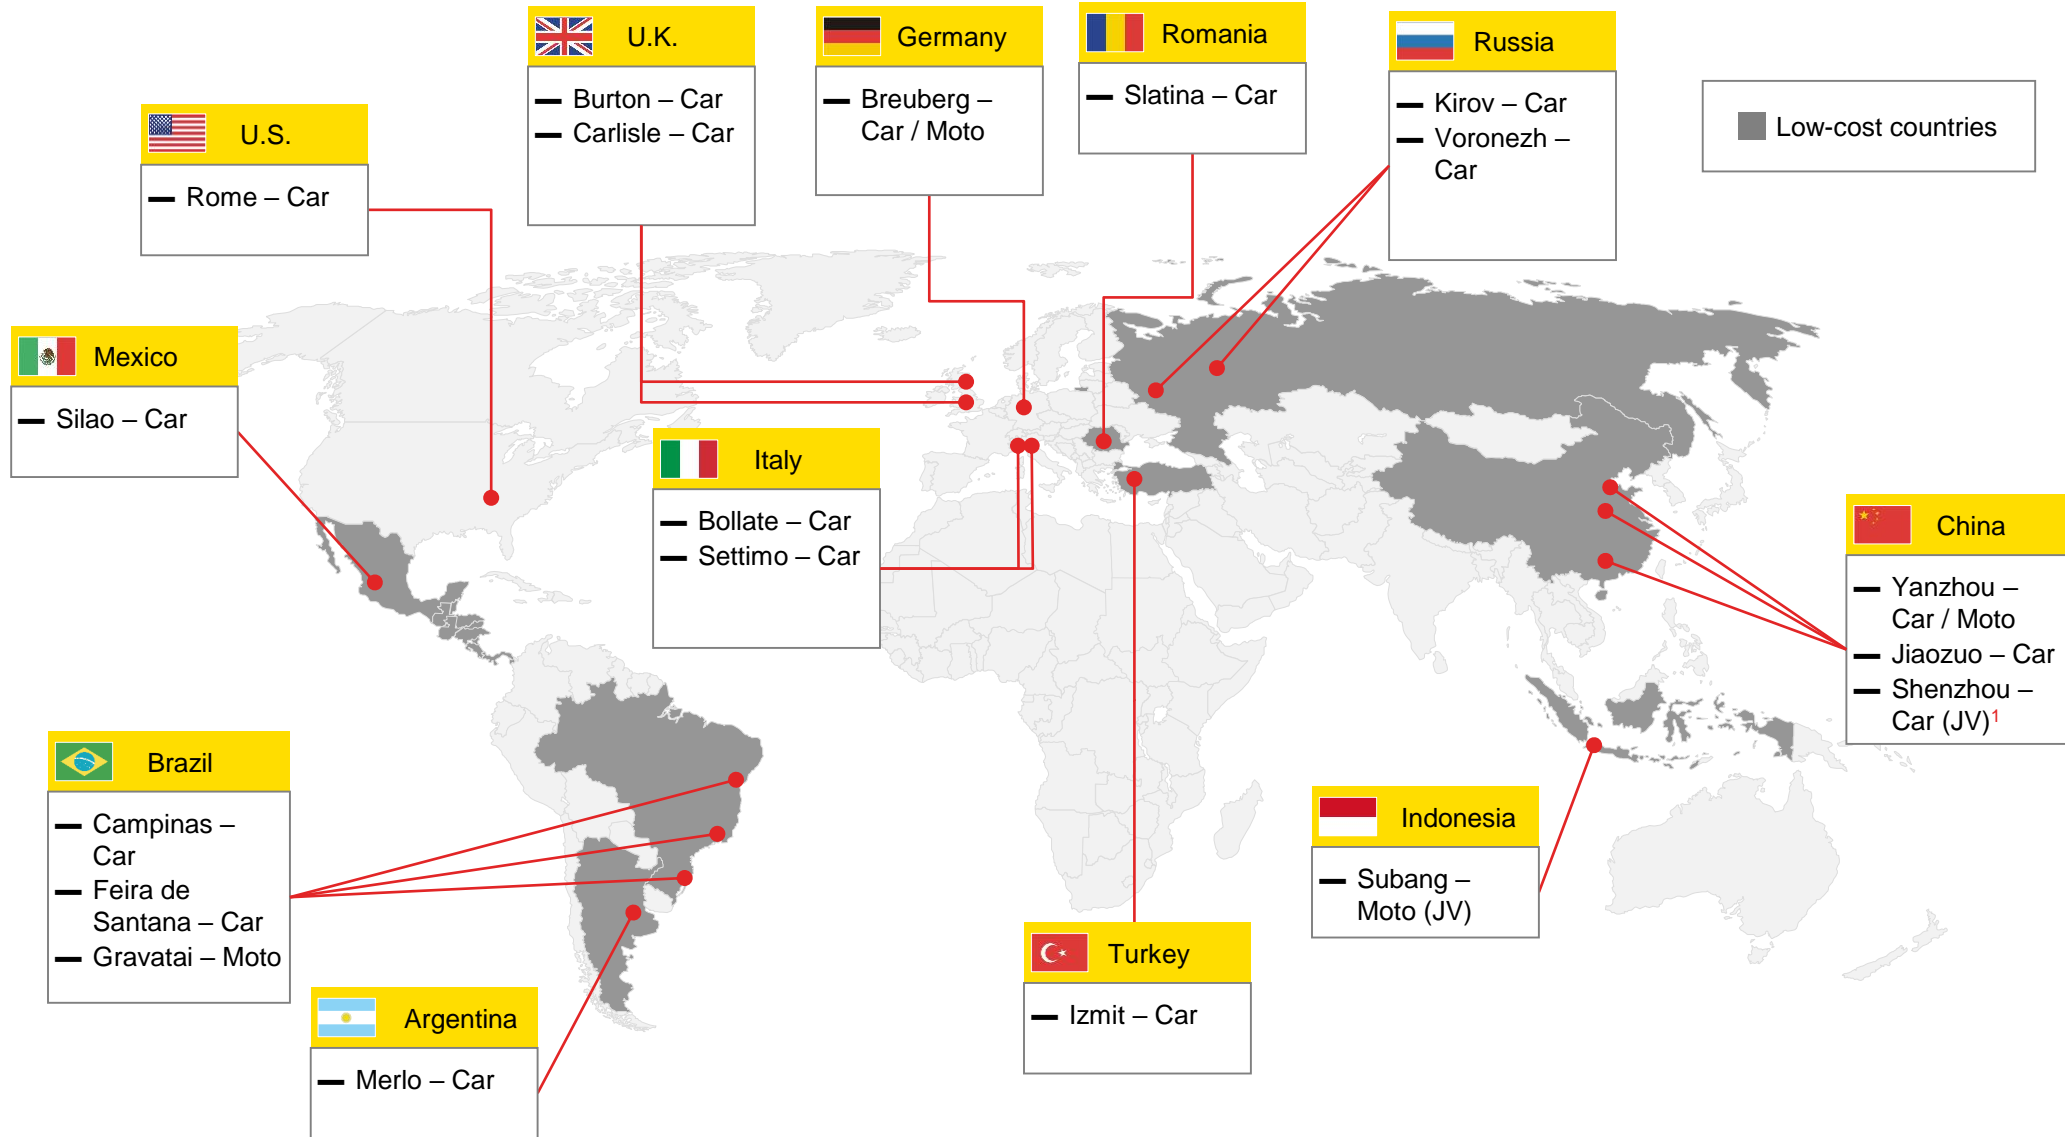 U.K.
— Burton – Car
— Carlisle – Car
Germany
— Breuberg –
Car / Moto
Romania
— Slatina – Car
Russia
— Kirov – Car
— Voronezh –
Car
Low-cost countries
U.S.
— Rome – Car
Mexico
— Silao – Car
Italy
— Bollate – Car
— Settimo – Car
China
— Yanzhou –
Car / Moto
— Jiaozuo – Car
— Shenzhou –
Car (JV)¹
Brazil
— Campinas –
Car
— Feira de
Santana – Car
— Gravatai – Moto
Indonesia
— Subang –
Moto (JV)
Turkey
— Izmit – Car
Argentina
— Merlo – Car